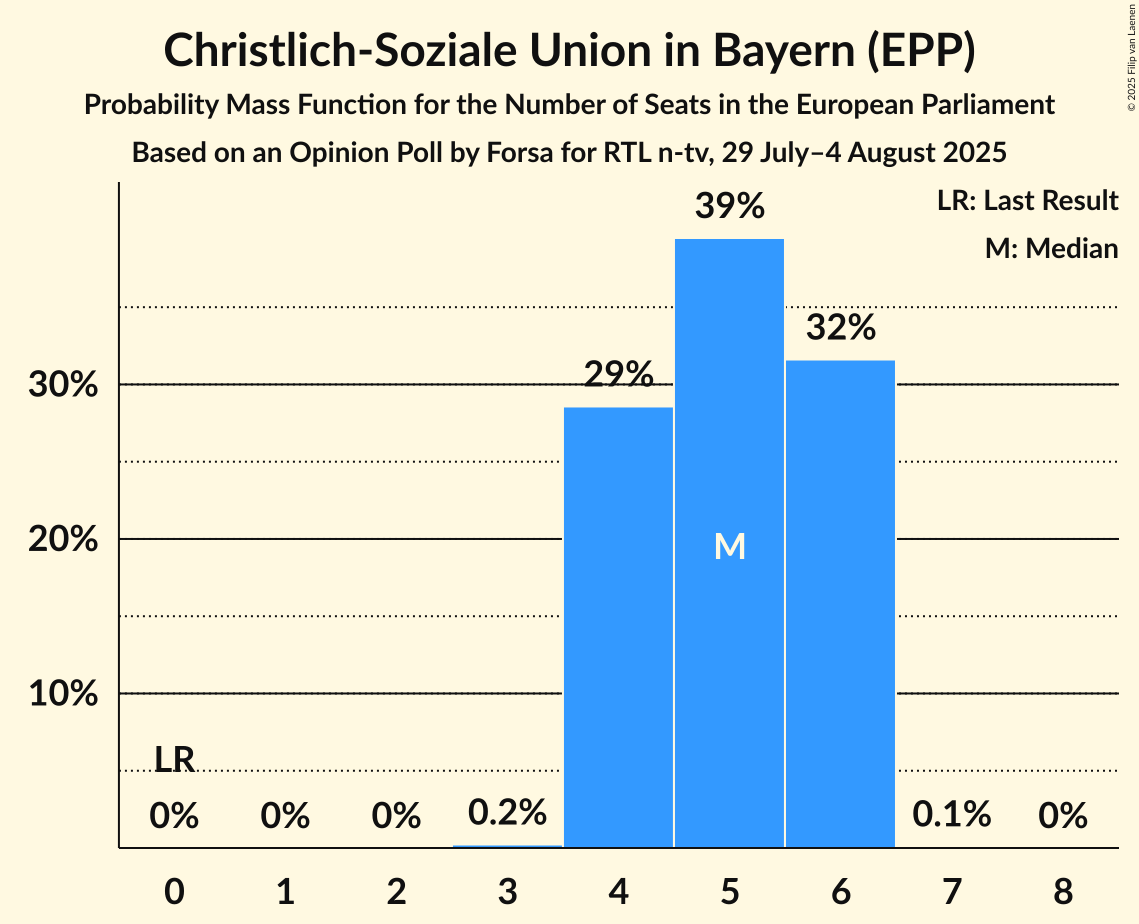 Christlich-Soziale Union in Bayern (EPP)
Probability Mass Function for the Number of Seats in the European Parliament
Based on an Opinion Poll by Forsa for RTL n-tv, 29 July–4 August 2025
© 2025 Filip van Laenen
LR: Last Result
M: Median
39%
32%
29%
30%
20%
M
10%
LR
0% 0% 0% 0.2% 0.1% 0%
0 1 2 3 4 5 6 7 8